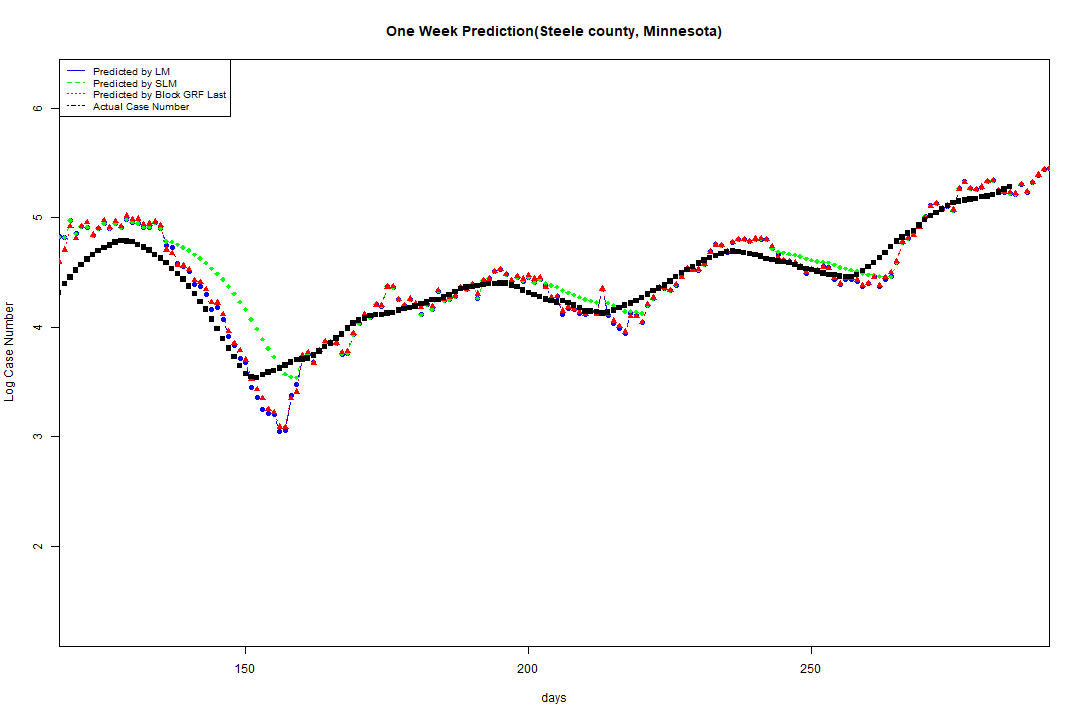 One Week Prediction(Steele county, Minnesota)
Predicted by LM
Predicted by SLM
Predicted by Block GRF Last
Actual Case Number
6
5
4
3
2
Log Case Number
150
200
250
days